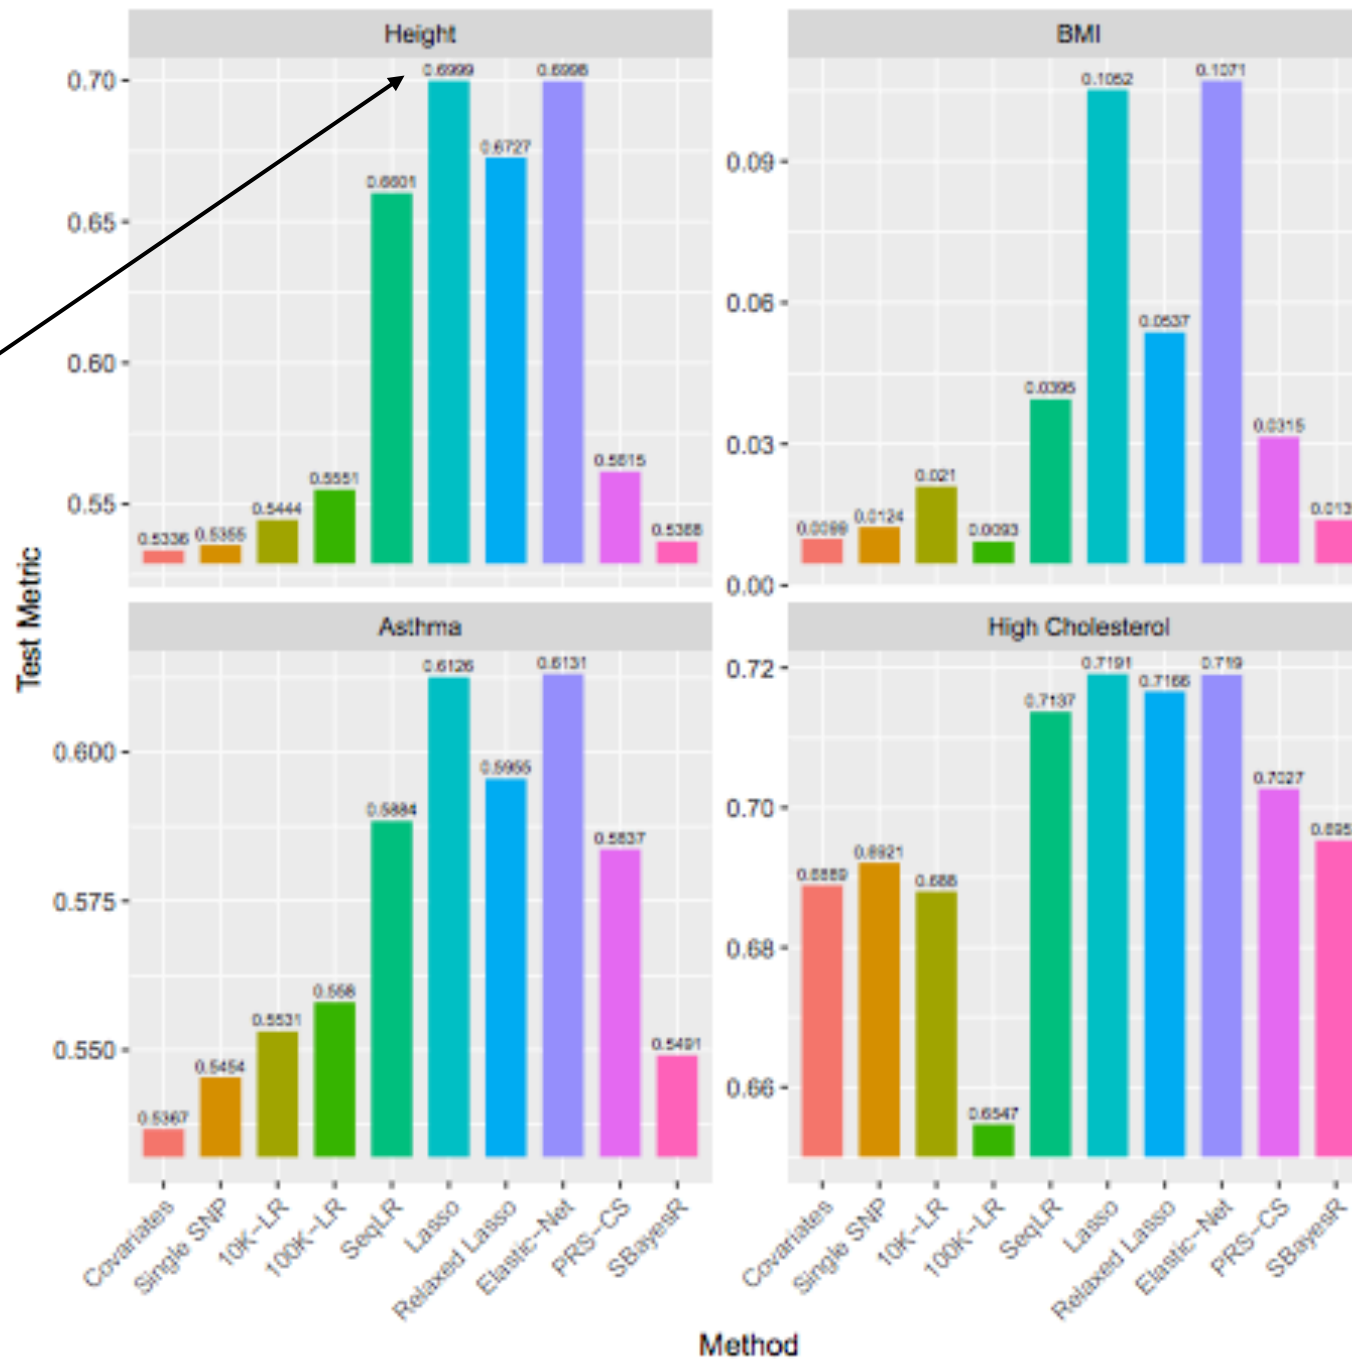 Height
0.70
0.65
0.60
0.55
0.6999
0.6998
0.6727
0.6601
0.5615
0.5551
0.5444
0.5336
0.5355
0.5368
BMI
0.09
0.06
0.03
0.00
0.1052
0.1071
0.0537
0.0395
0.0315
0.021
0.0099
0.0124
0.0093
Test Metric
Asthma
0.600
0.575
0.550
0.6126
0.6131
0.5955
0.5884
0.5837
0.558
0.5531
0.5454
0.5367
0.5491
High Cholesterol
0.72
0.70
0.68
0.66
0.7191
0.7166
0.719
0.7137
0.7027
0.6889
0.6921
0.688
0.6547
Covariates
Single SNP
10K-LR
100K-LR
SeqLR
Lasso
Relaxed Lasso
Elastic-Net
PRS-CS
SBayesR
Covariates
Single SNP
10K-LR
100K-LR
SeqLR
Lasso
Relaxed Lasso
Elastic-Net
PRS-CS
SBayesR
Method